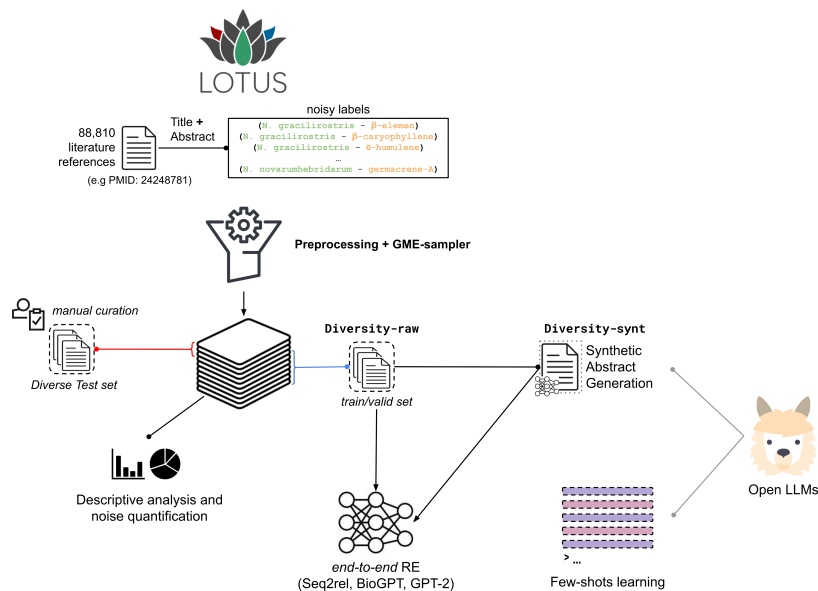 LOTUS
noisy labels
88,810
literature
references
(e.g PMID: 24248781)
Title +
Abstract
(N. gracilirostris - β-elemen)
(N. gracilirostris - β-caryophyllene)
(N. gracilirostris - α-humulene)
…
(N. novarumhebridarum - germacrene-A)
Preprocessing + GME-sampler
manual curation
Diverse Test set
Diversity-raw
train/valid set
Diversity-synt
Synthetic
Abstract
Generation
Open LLMs
Descriptive analysis and
noise quantification
end-to-end RE
(Seq2rel, BioGPT, GPT-2)
> …
Few-shots learning